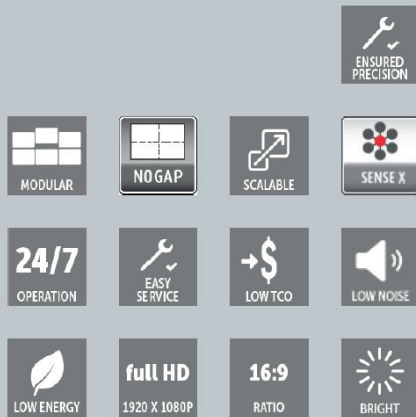 ENSURED
PRECISION
MODULAR
NO GAP
SCALABLE
SENSE X
24/7
OPERATION
EASY
SERVICE
→$
LOW TCO
LOW NOISE
LOW ENERGY
full HD
1920 X 1080P
16:9
RATIO
BRIGHT